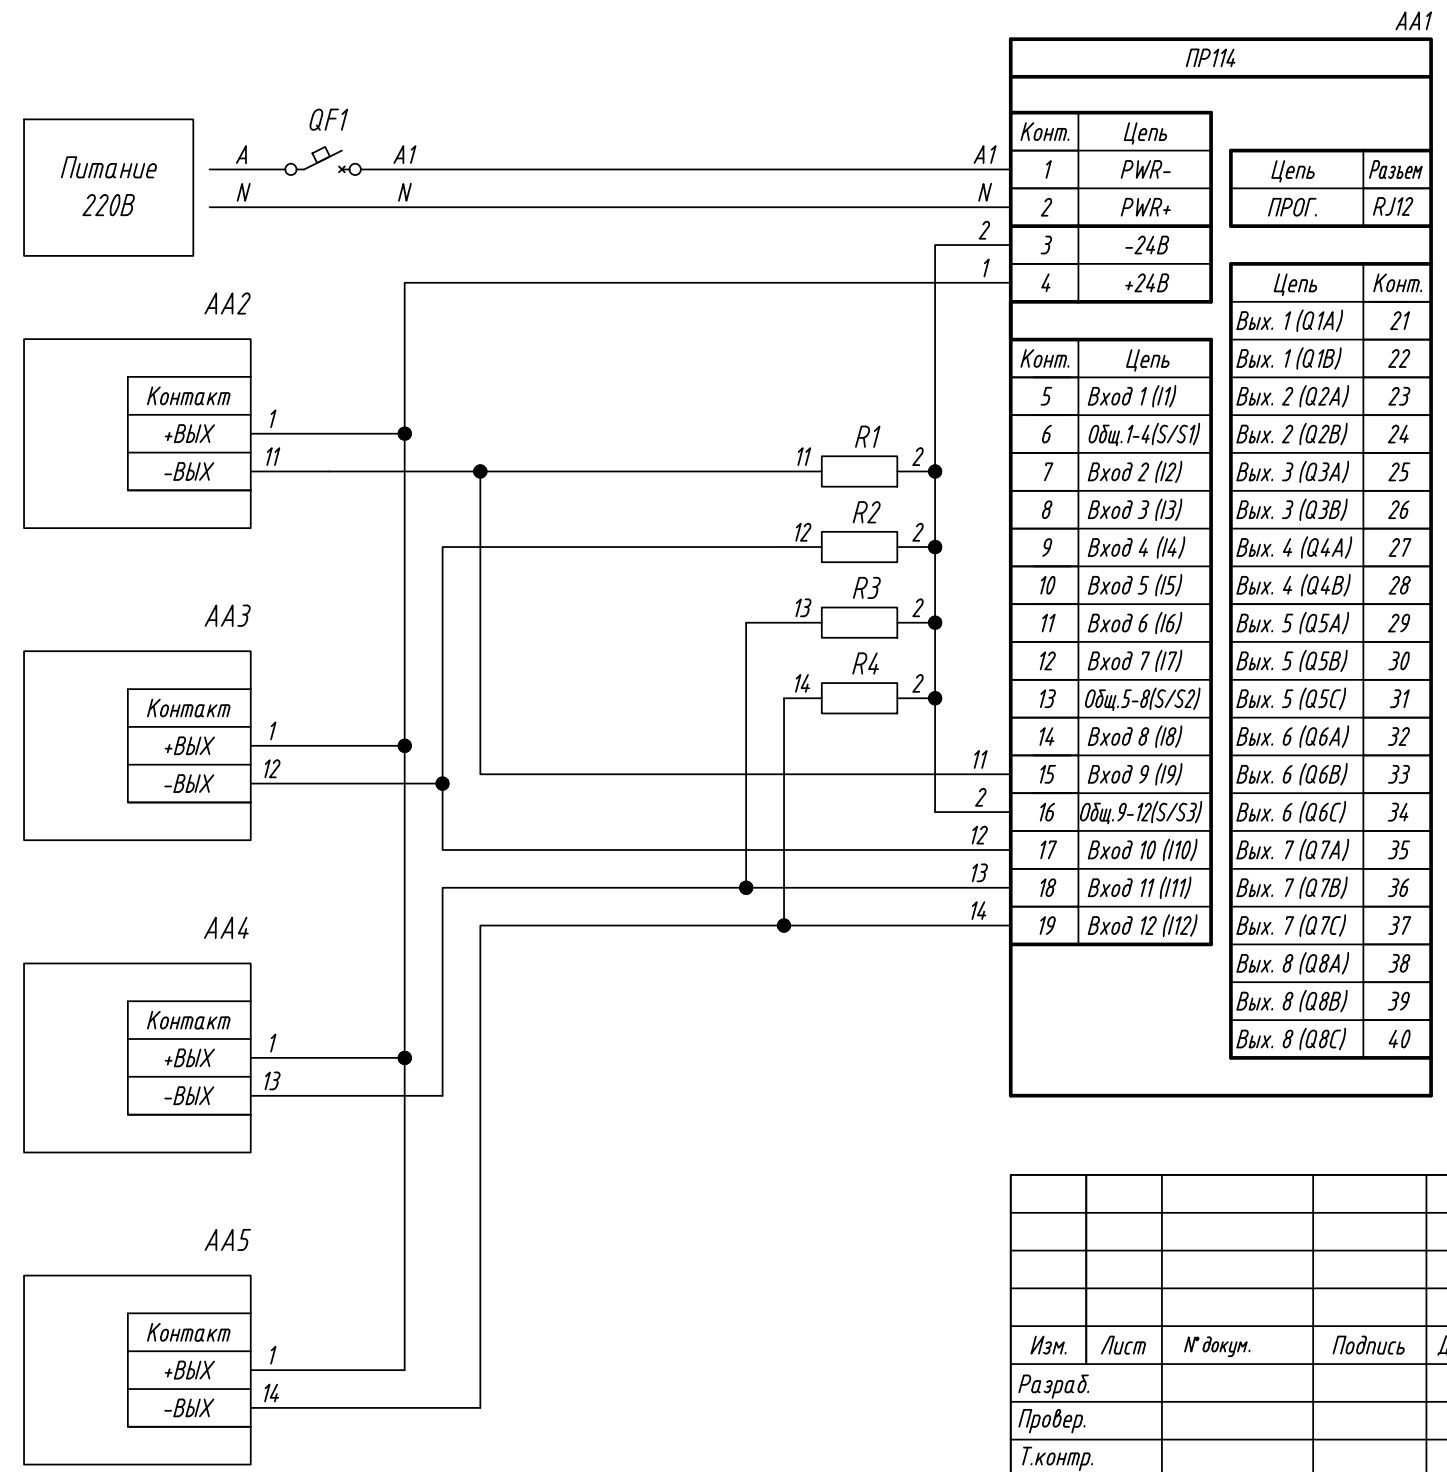 AA1
ПР114
QF1
Питание
220В
A
A1
A1
N
N
N
2
1
Конт. Цепь
1 PWR-
2 PWR+
3 -24В
4 +24В
Цепь Разьем
ПРОГ. RJ12
AA2
Контакт
+ВЫХ
-ВЫХ
1
11
AA3
Контакт
+ВЫХ
-ВЫХ
1
12
AA4
Контакт
+ВЫХ
-ВЫХ
1
13
AA5
Контакт
+ВЫХ
-ВЫХ
1
14
R1
11 2
R2
12 2
R3
13 2
R4
14 2
11
2
12
13
14
Конт. Цепь
5 Вход 1 (I1)
6 Общ.1-4(S/S1)
7 Вход 2 (I2)
8 Вход 3 (I3)
9 Вход 4 (I4)
10 Вход 5 (I5)
11 Вход 6 (I6)
12 Вход 7 (I7)
13 Общ.5-8(S/S2)
14 Вход 8 (I8)
15 Вход 9 (I9)
16 Общ.9-12(S/S3)
17 Вход 10 (I10)
18 Вход 11 (I11)
19 Вход 12 (I12)
Цепь Конт.
Вых. 1 (Q1A) 21
Вых. 1 (Q1B) 22
Вых. 2 (Q2A) 23
Вых. 2 (Q2B) 24
Вых. 3 (Q3A) 25
Вых. 3 (Q3B) 26
Вых. 4 (Q4A) 27
Вых. 4 (Q4B) 28
Вых. 5 (Q5A) 29
Вых. 5 (Q5B) 30
Вых. 5 (Q5C) 31
Вых. 6 (Q6A) 32
Вых. 6 (Q6B) 33
Вых. 6 (Q6C) 34
Вых. 7 (Q7A) 35
Вых. 7 (Q7B) 36
Вых. 7 (Q7C) 37
Вых. 8 (Q8A) 38
Вых. 8 (Q8B) 39
Вых. 8 (Q8C) 40
Изм. Лист № докум. Подпись
Разраб.
Провер.
Т.контр.